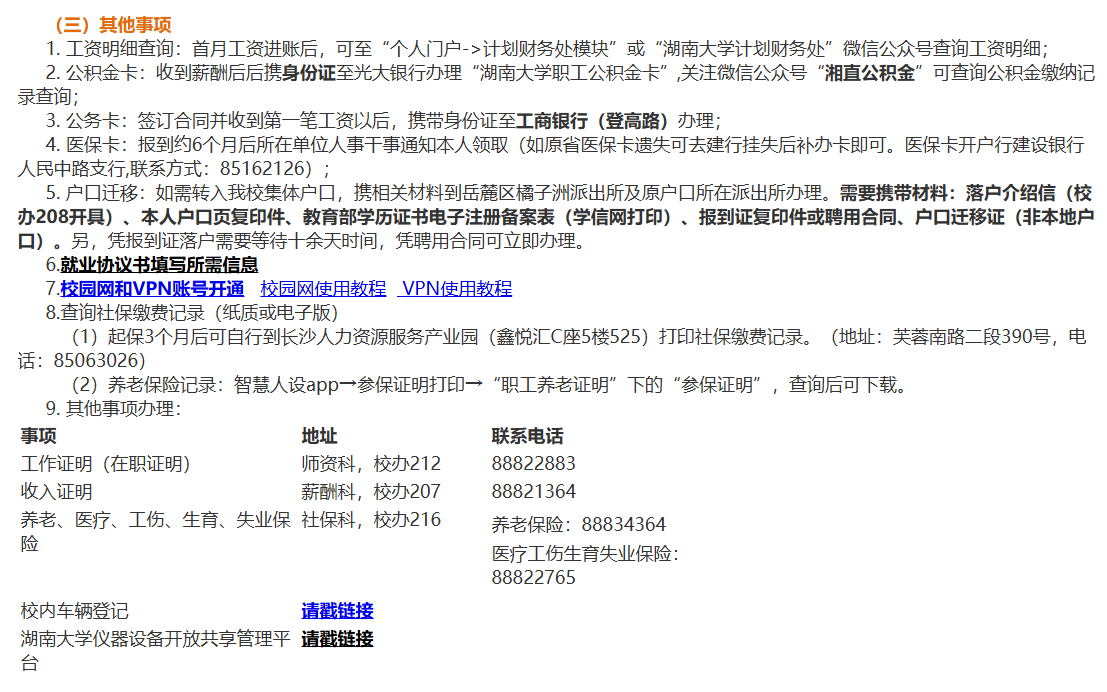 （三）其他事项
1. 工资明细查询：首月工资进账后，可至“个人门户->计划财务处模块”或“湖南大学计划财务处”微信公众号查询工资明细；
2. 公积金卡：收到薪酬后后携身份证至光大银行办理“湖南大学职工公积金卡”,关注微信公众号“湘直公积金”可查询公积金缴纳记
录查询；
3. 公务卡：签订合同并收到第一笔工资以后，携带身份证至工商银行（登高路）办理；
4. 医保卡：报到约6个月后所在单位人事干事通知本人领取（如原省医保卡遗失可去建行挂失后补办卡即可。医保卡开户行建设银行
人民中路支行,联系方式：85162126）；
5. 户口迁移：如需转入我校集体户口，携相关材料到岳麓区橘子洲派出所及原户口所在派出所办理。需要携带材料：落户介绍信（校
办208开具）、本人户口页复印件、教育部学历证书电子注册备案表（学信网打印）、报到证复印件或聘用合同、户口迁移证（非本地户
口）。另，凭报到证落户需要等待十余天时间，凭聘用合同可立即办理。
6.就业协议书填写所需信息
7.校园网和VPN账号开通 校园网使用教程 VPN使用教程
8.查询社保缴费记录（纸质或电子版）
（1）起保3个月后可自行到长沙人力资源服务产业园（鑫悦汇C座5楼525）打印社保缴费记录。（地址：芙蓉南路二段390号，电
话：85063026）
（2）养老保险记录：智慧人设app→参保证明打印→“职工养老证明”下的“参保证明”，查询后可下载。
9. 其他事项办理：
事项 地址 联系电话
工作证明（在职证明） 师资科，校办212 88822883
收入证明 薪酬科，校办207 88821364
养老、医疗、工伤、生育、失业保 社保科，校办216 养老保险：88834364
险
医疗工伤生育失业保险：
88822765
校内车辆登记 请戳链接
湖南大学仪器设备开放共享管理平 请戳链接
台